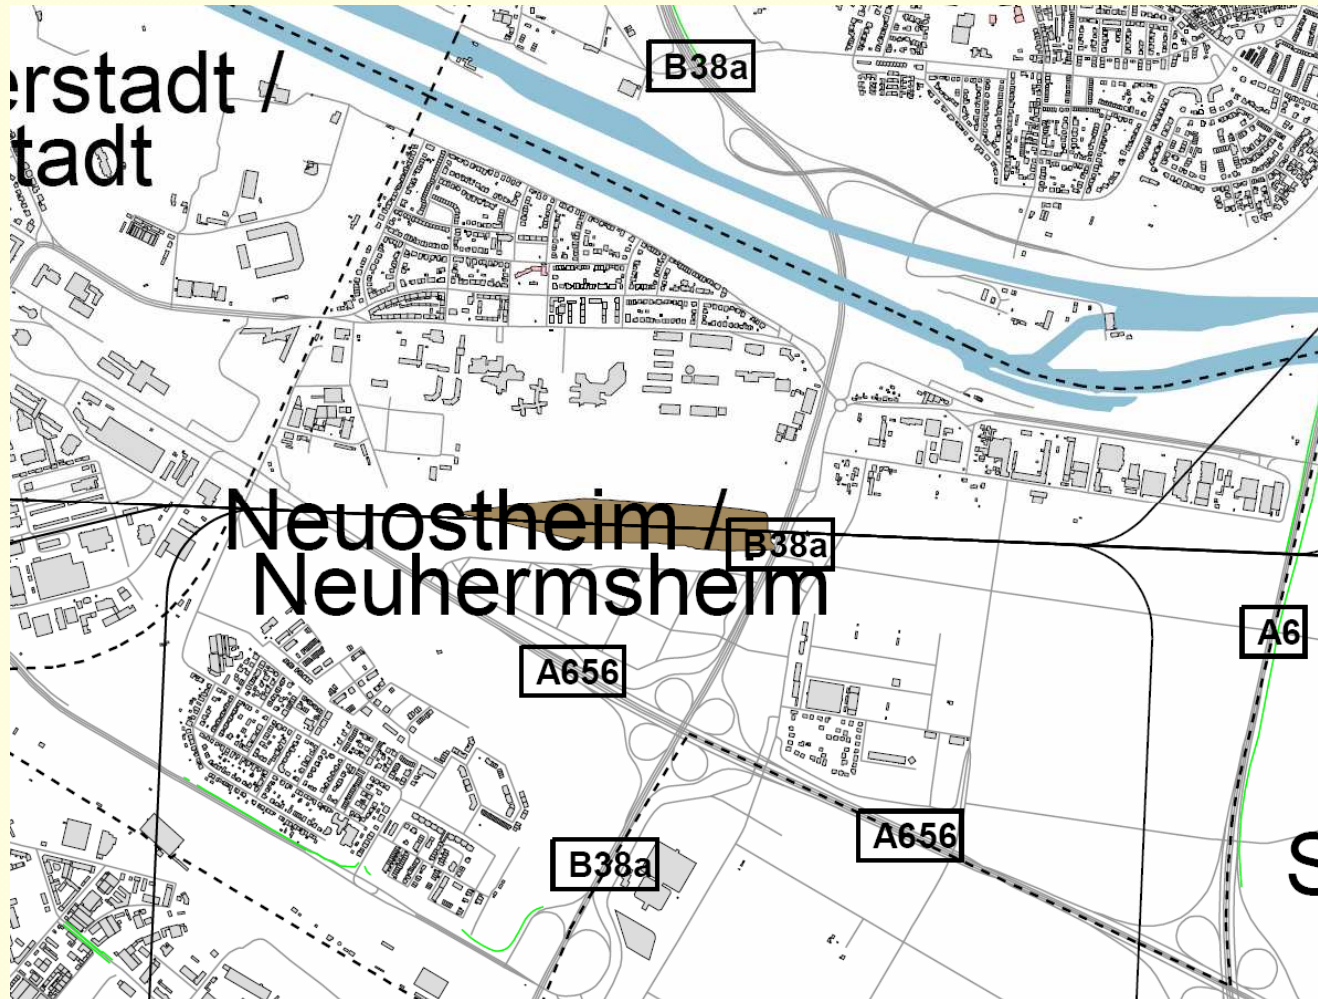 B38a
erstadt /
tadt
Neuostheim /
B38a
Neuhermsheim
A6
A656
A656
B38a
S